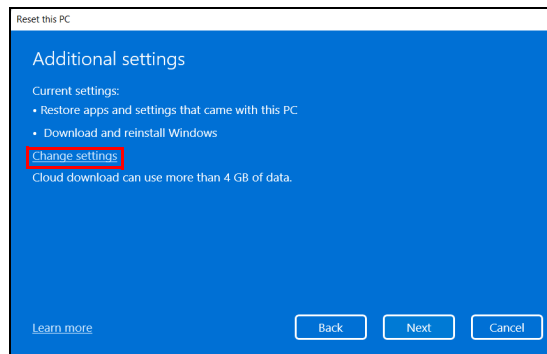 Reset this PC
Additional settings
Current settings:
• Restore apps and settings that came with this PC
• Download and reinstall Windows
Change settings
Cloud download can use more than 4 GB of data.
Learn more
Back
Next
Cancel